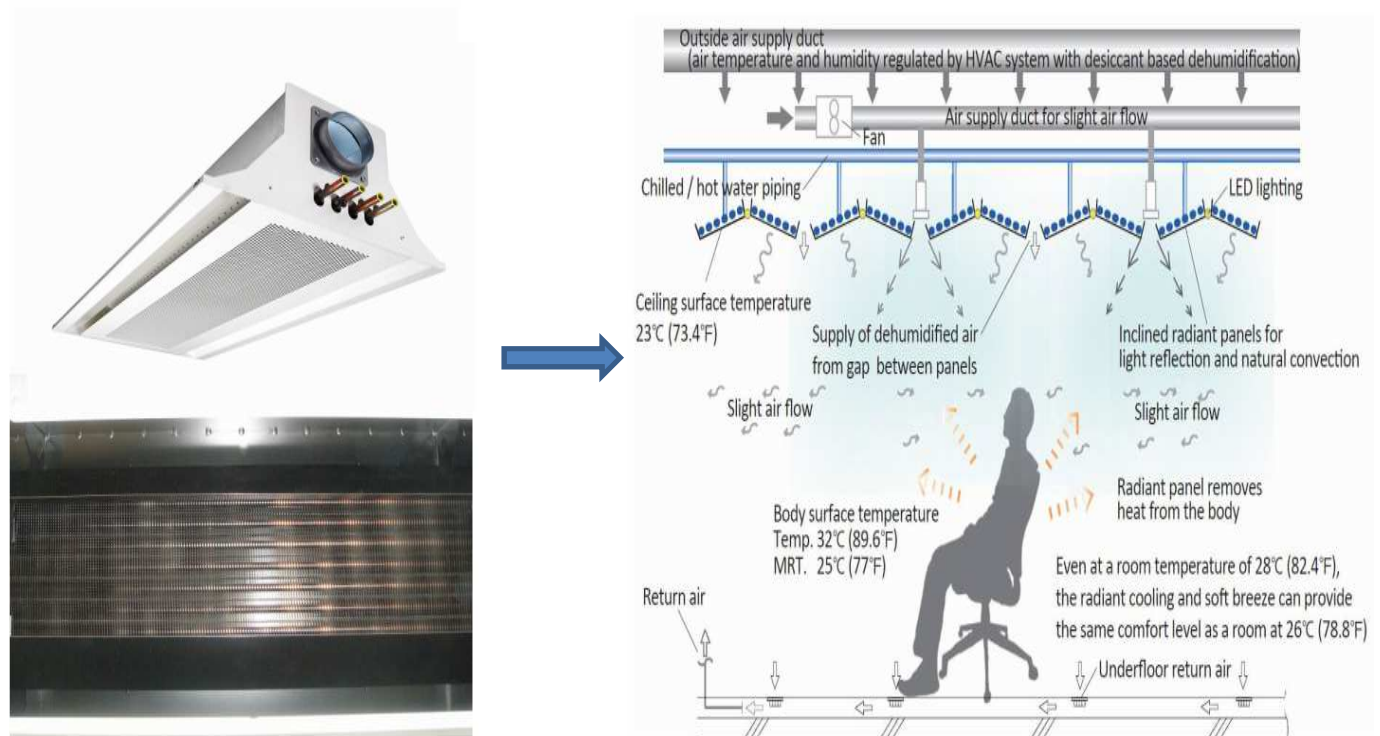 Outside air supply duct
(air temperature and humidity regulated by HVAC system with desiccant based dehumidification)
Air supply duct for slight air flow
Fan
Chilled / hot water piping
LED lighting
Ceiling surface temperature
23℃ (73.4°F)
Supply of dehumidified air
from gap between panels
Inclined radiant panels for
light reflection and natural convection
Slight air flow
Slight air flow
Body surface temperature
Temp. 32℃ (89.6°F)
MRT. 25℃ (77°F)
Radiant panel removes
heat from the body
Even at a room temperature of 28℃ (82.4°F),
the radiant cooling and soft breeze can provide
the same comfort level as a room at 26℃ (78.8°F)
Return air
Underfloor return air